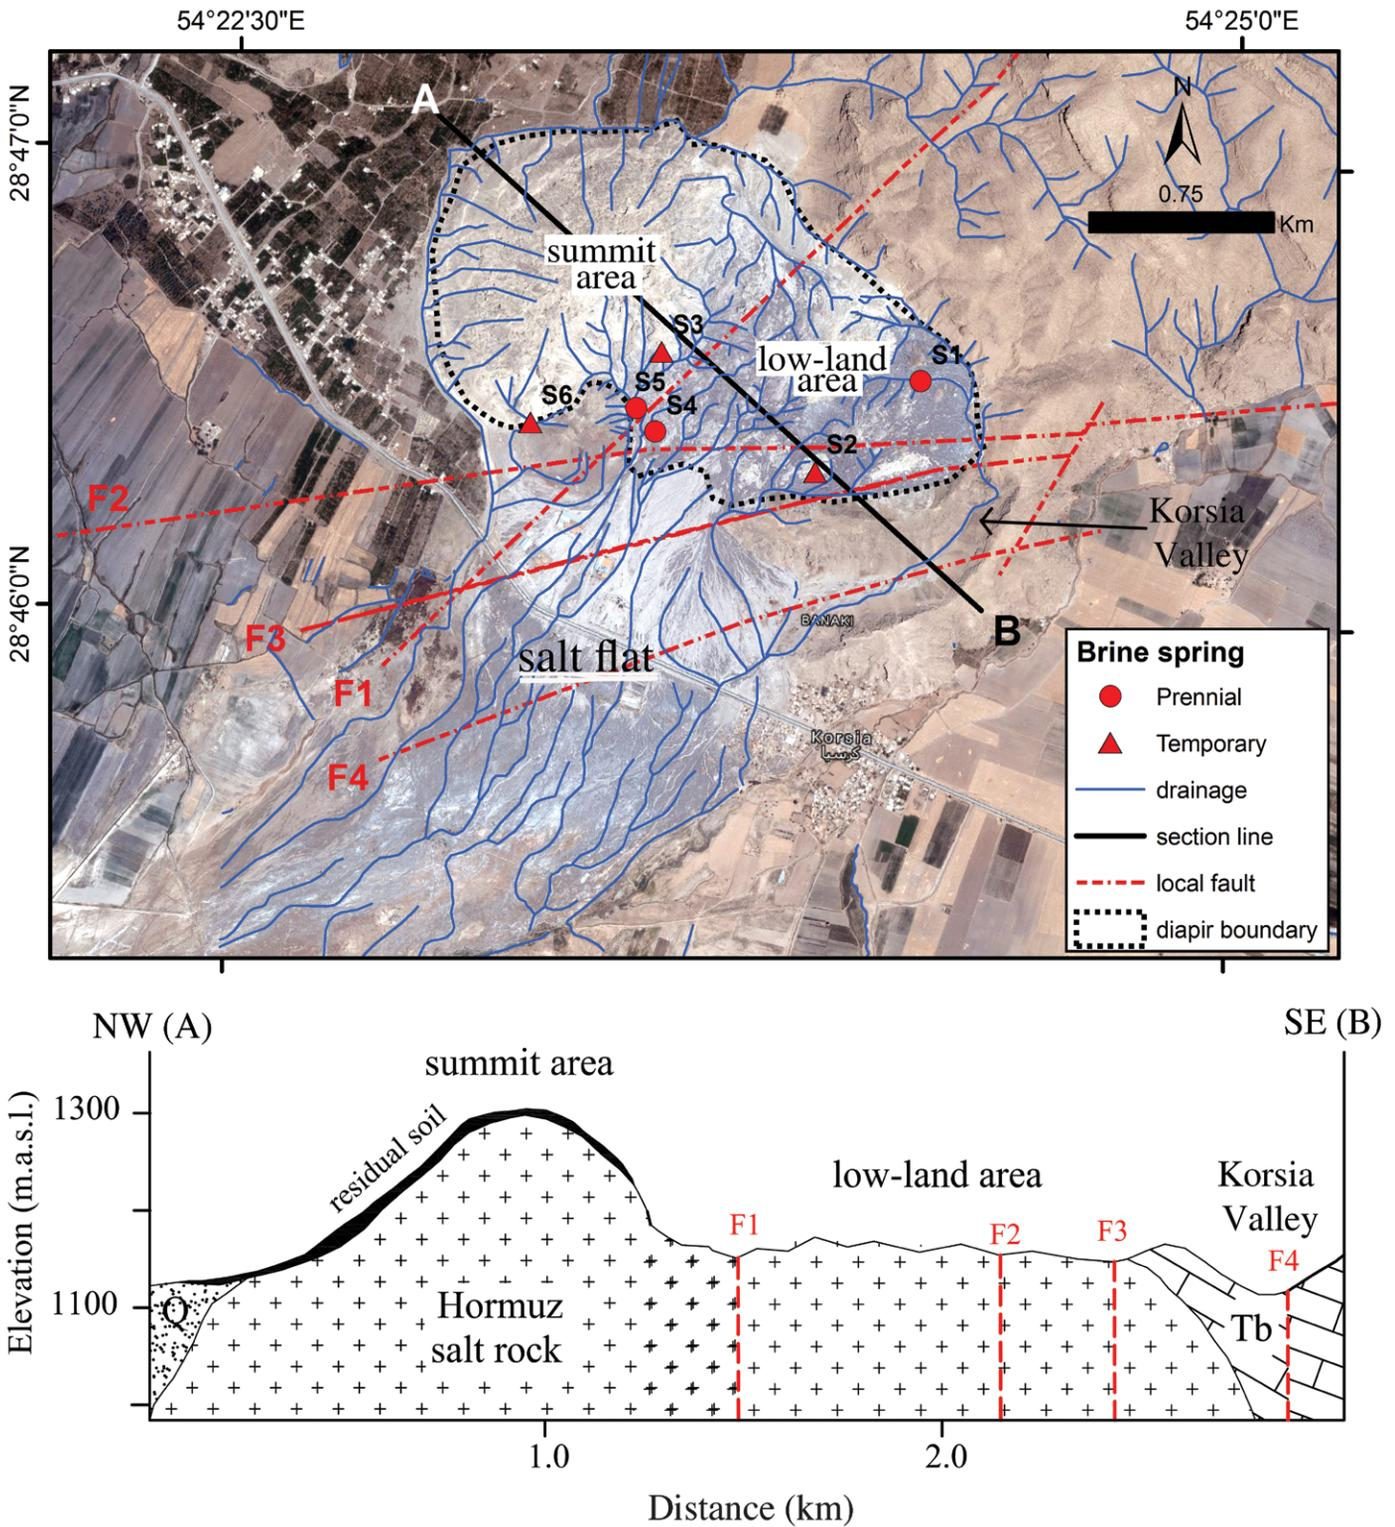 54°22'30"E
54°25'0"E
28°47'0"N
28°46'0"N
A
N
0.75
Km
summit
area
S3
low-land
area
S1
S5
S6
S4
S2
F2
Korsia
Valley
F3
B
BANAKI
salt flat
F1
F4
Korsia
کرسیا
Brine spring
Prennial
Temporary
drainage
section line
local fault
diapir boundary
NW (A)
SE (B)
summit area
1300
residual soil
low-land area
Korsia
Valley
F1
F2
F3
F4
Elevation (m.a.s.l.)
1100
Q
Hormuz
salt rock
Tb
1.0
2.0
Distance (km)